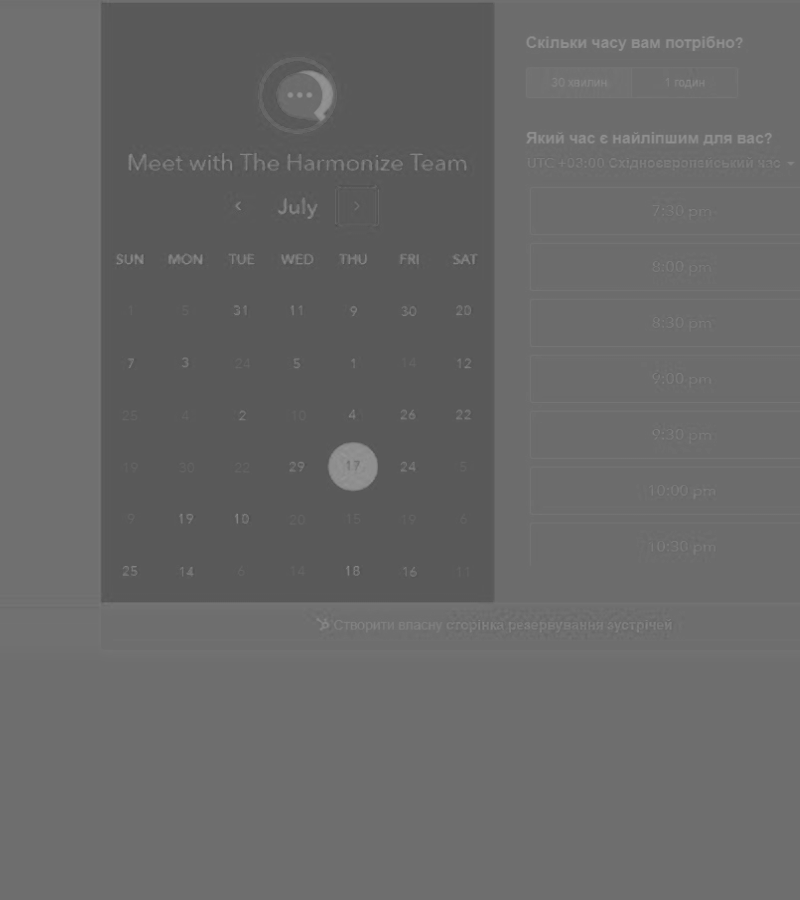 Meet with The Harmonize Team
July
SUN MON TUE WED THU FRI SAT
1 5 31 11 9 30 20
7 3 24 5 1 14 12
25 4 2 10 4 26 22
19 30 22 29 17 24 5
9 19 10 20 15 19 6
25 14 6 14 18 16 11
Скільки часу вам потрібно?
30 хвилин 1 годин
Який час є найліпшим для вас?
UTC +03:00 Східноєвропейський час
7:30 pm
8:00 pm
8:30 pm
9:00 pm
9:30 pm
10:00 pm
10:30 pm
Створити власну сторінка резервування зустрічей